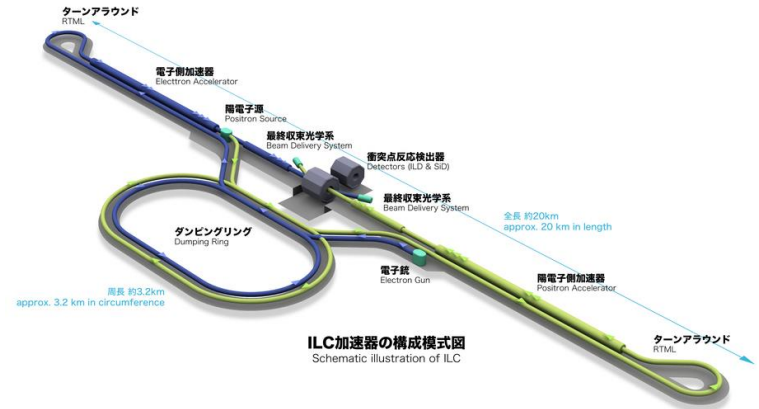 ターンアラウンド
RTML
電子側加速器
Electtron Accelerator
陽電子源
Positron Source
最終収束光学系
Beam Delivery System
衝突点反応検出器
Detectors (ILD & SiD)
最終収束光学系
Beam Delivery System
全長 約20km
approx. 20 km in length
ダンピングリング
Dumping Ring
電子銃
Electron Gun
陽電子側加速器
Positron Accelerator
周長 約3.2km
approx. 3.2 km in circumference
ターンアラウンド
RTML
ILC加速器の構成模式図
Schematic illustration of ILC